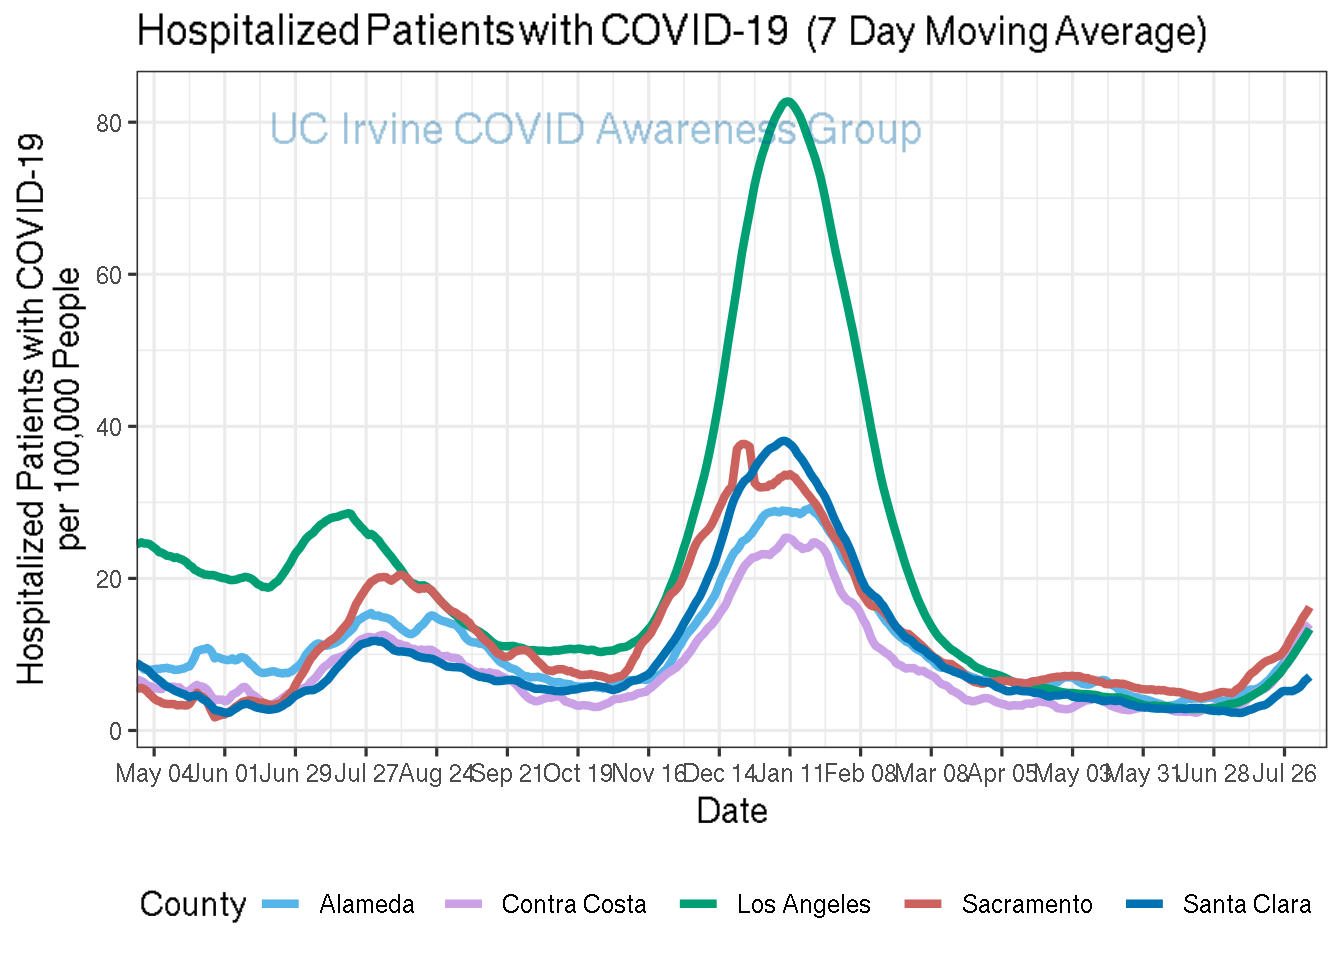 Hospitalized Patients with COVID-19 (7 Day Moving Average)
UC Irvine COVID Awareness Group
Hospitalized Patients with COVID-19
per 100,000 People
80
60
40
20
0
May 04 Jun 01 Jun 29 Jul 27 Aug 24 Sep 21 Oct 19 Nov 16 Dec 14 Jan 11 Feb 08 Mar 08 Apr 05 May 03 May 31 Jun 28 Jul 26
Date
County Alameda Contra Costa Los Angeles Sacramento Santa Clara